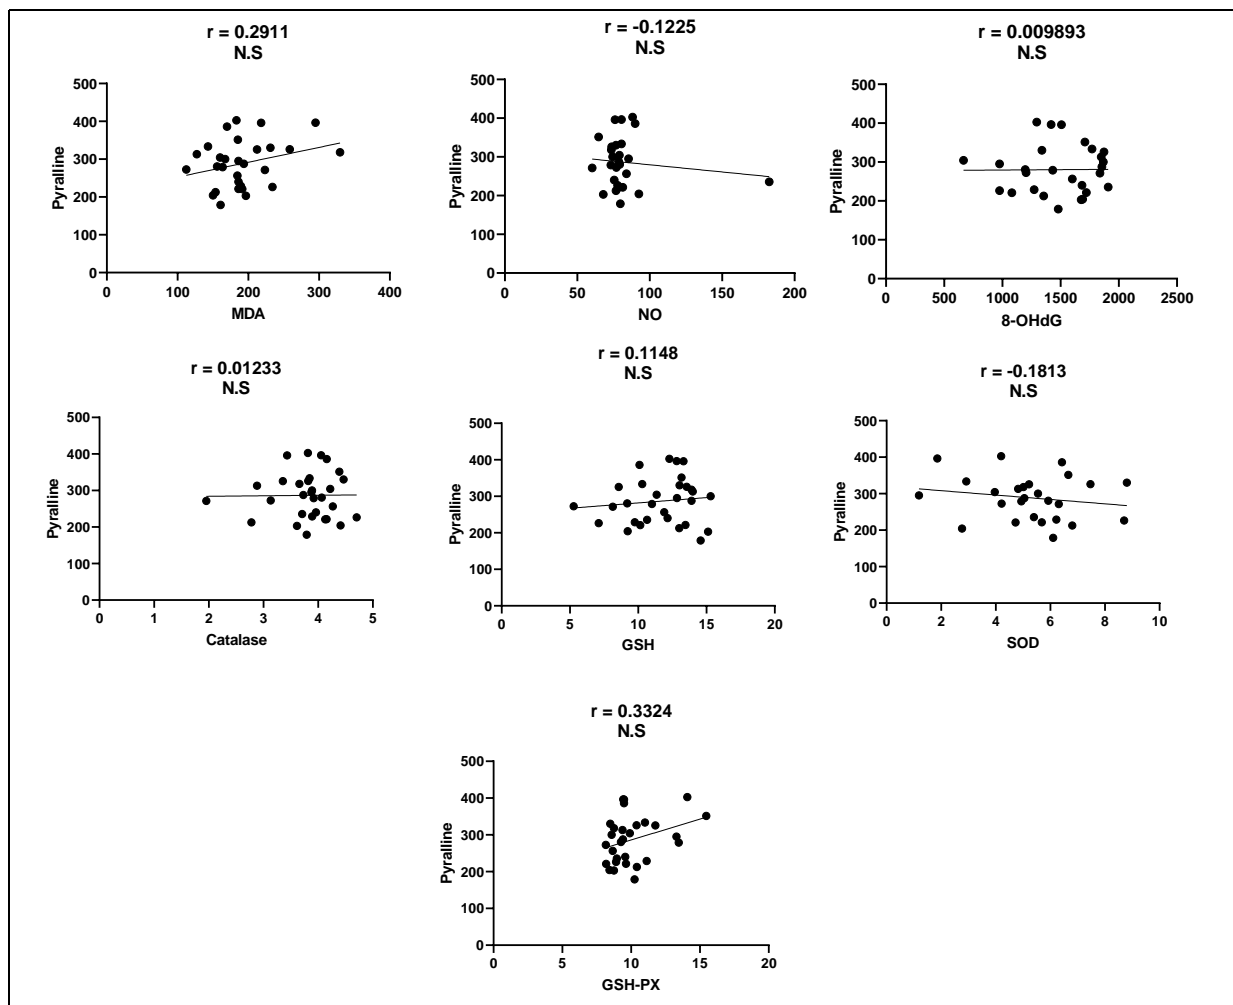 r = 0.2911
N.S
Pyralline
500
400
300
200
100
0
0 100 200 300 400
MDA
r = -0.1225
N.S
Pyralline
500
400
300
200
100
0
0 50 100 150 200
NO
r = 0.009893
N.S
Pyralline
500
400
300
200
100
0
0 500 1000 1500 2000 2500
8-OHdG
r = 0.01233
N.S
Pyralline
500
400
300
200
100
0
0 1 2 3 4 5
Catalase
r = 0.1148
N.S
Pyralline
500
400
300
200
100
0
0 5 10 15 20
GSH
r = -0.1813
N.S
Pyralline
500
400
300
200
100
0
0 2 4 6 8 10
SOD
r = 0.3324
N.S
Pyralline
500
400
300
200
100
0
0 5 10 15 20
GSH-PX